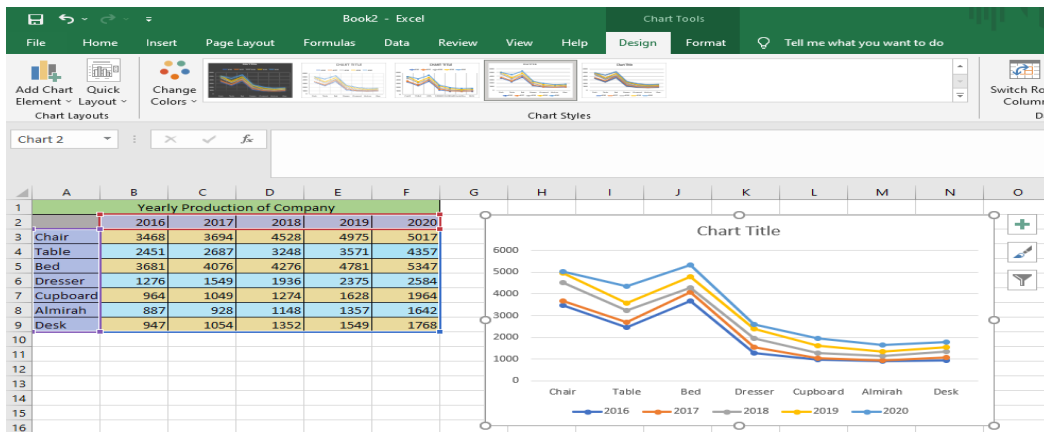 Book2 - Excel
Chart Tools
File Home Insert Page Layout Formulas Data Review View Help Design Format Tell me what you want to do
Add Chart Element Quick Layout Change Colors Switch Ro
Colum
Chart Layouts Chart Styles D
Chart 2 fx
A B C D E F G H I J K L M N O
1 Yearly Production of Company
2 2016 2017 2018 2019 2020
3 Chair 3468 3694 4528 4975 5017
4 Table 2451 2687 3248 3571 4357
5 Bed 3681 4076 4276 4781 5347
6 Dresser 1276 1549 1936 2375 2584
7 Cupboard 964 1049 1274 1628 1964
8 Almirah 887 928 1148 1357 1642
9 Desk 947 1054 1352 1549 1768
10
11
12
13
14
15
16
Chart Title
6000
5000
4000
3000
2000
1000
0
Chair Table Bed Dresser Cupboard Almirah Desk
2016 2017 2018 2019 2020